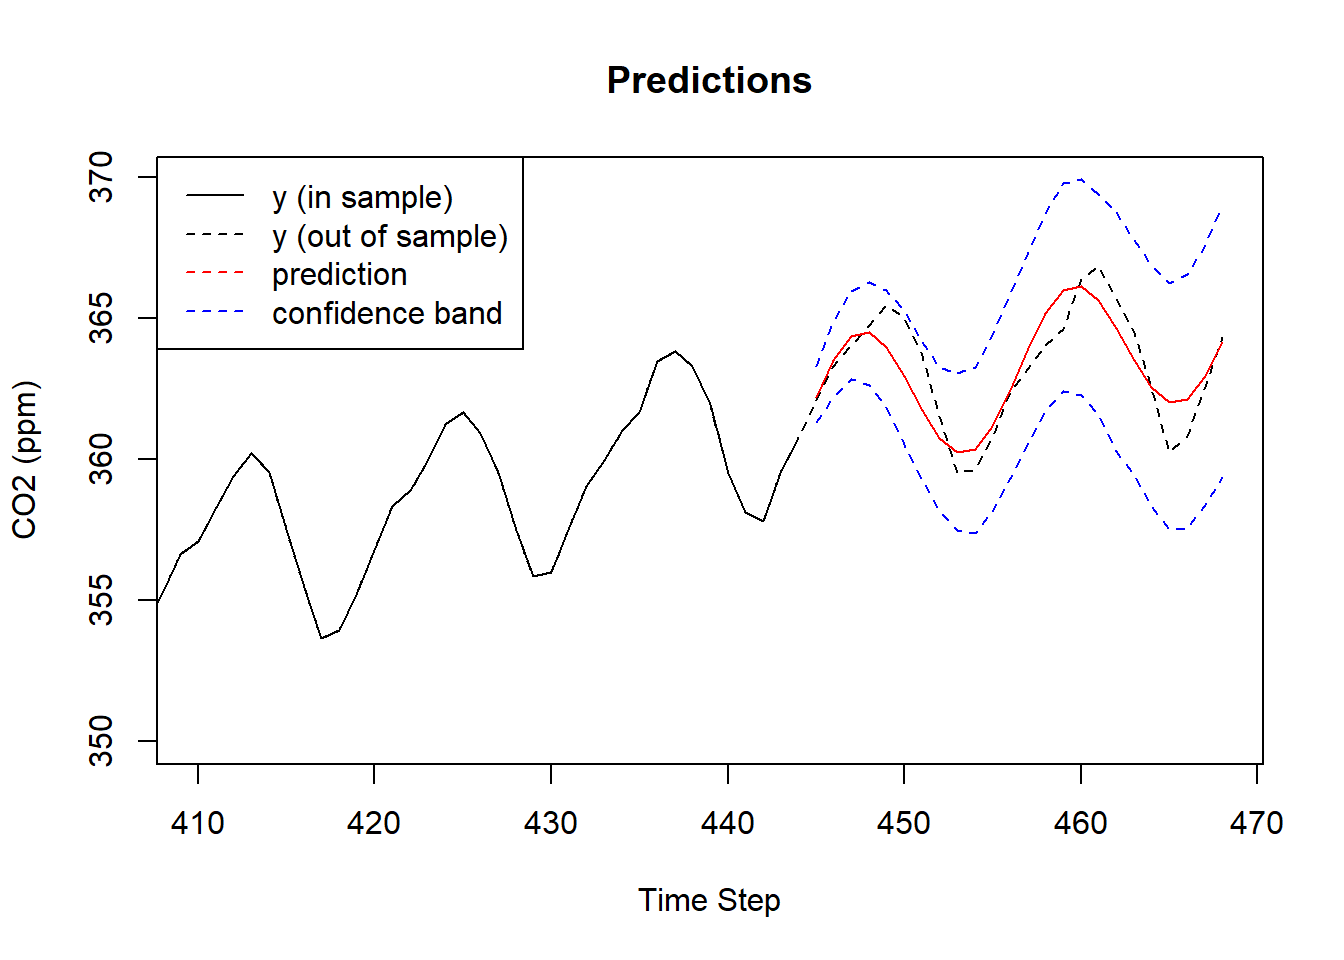 Predictions
y (in sample)
y (out of sample)
prediction
confidence band
CO2 (ppm)
370
365
360
355
350
410 420 430 440 450 460 470
Time Step